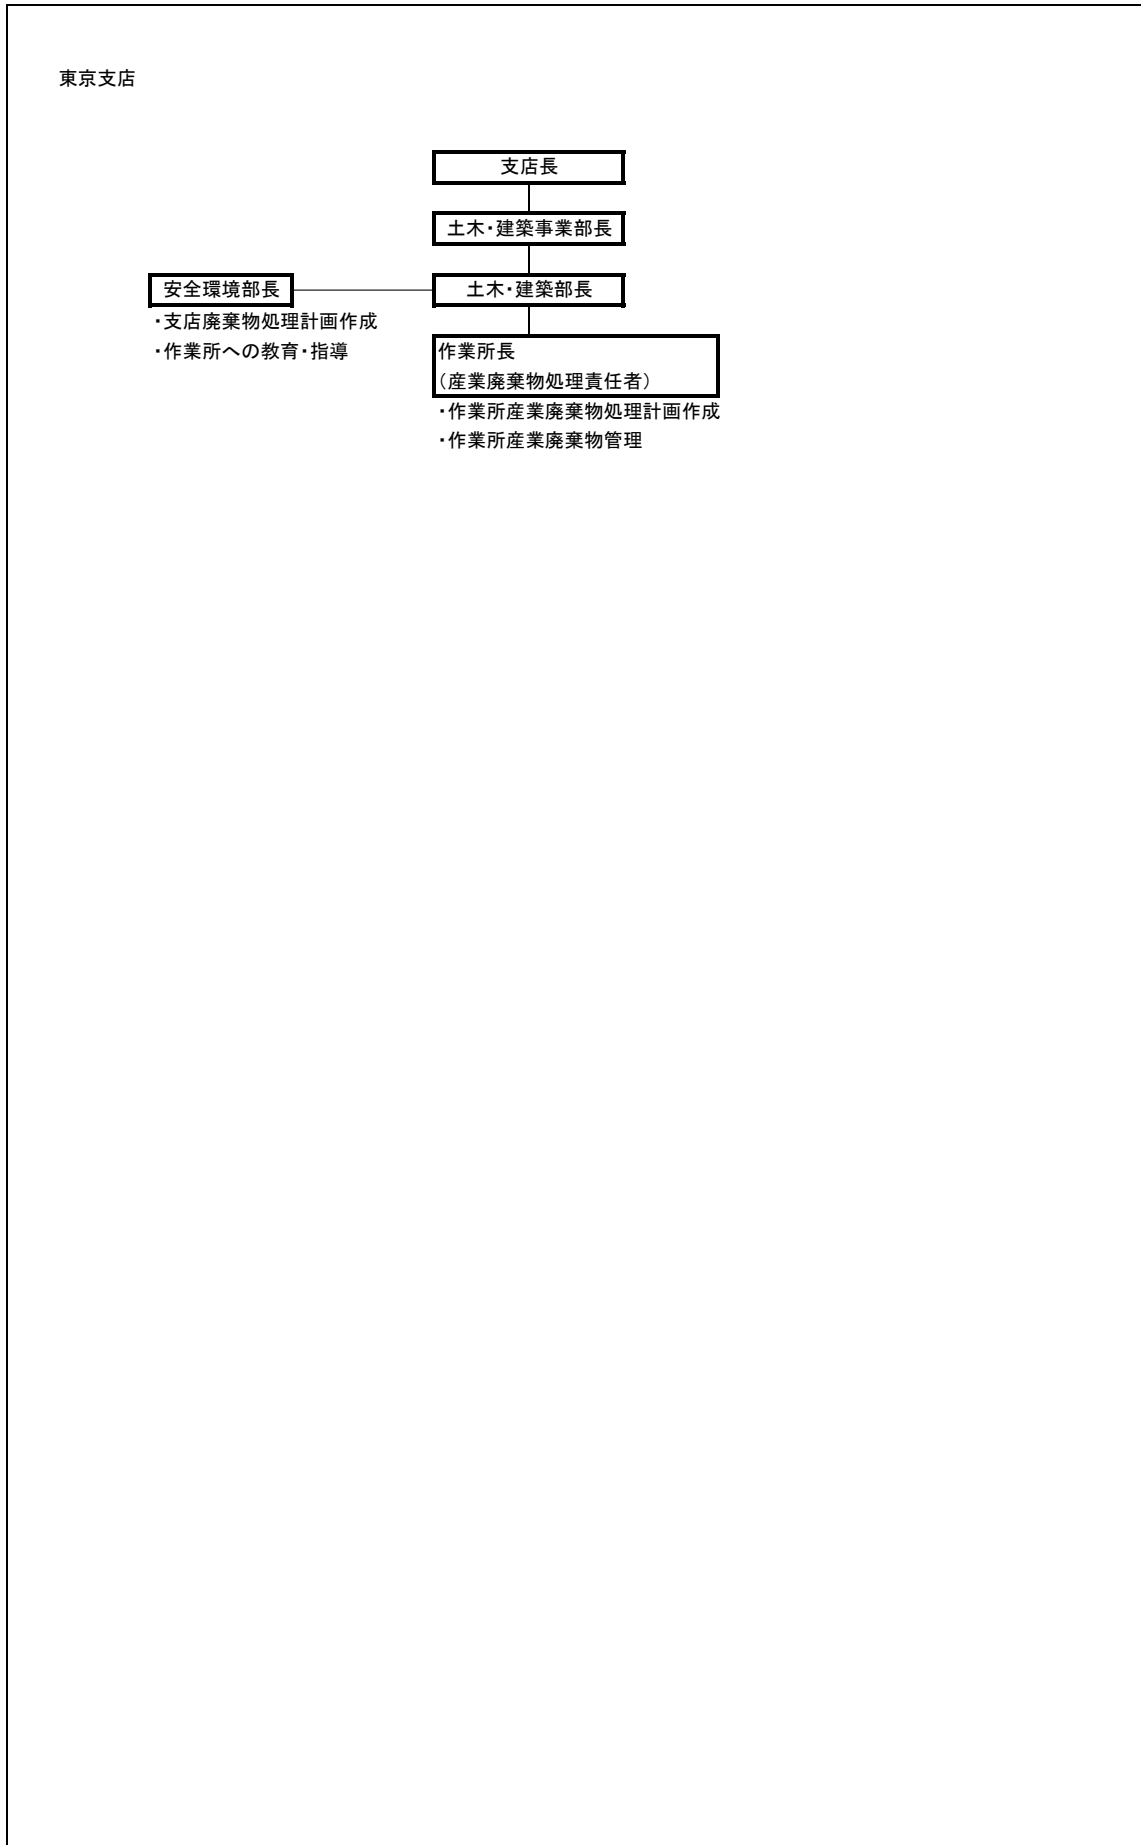 東京支店
支店長
土木・建築事業部長
安全環境部長
土木・建築部長
・支店廃棄物処理計画作成
・作業所への教育・指導
作業所長
（産業廃棄物処理責任者）
・作業所産業廃棄物処理計画作成
・作業所産業廃棄物管理